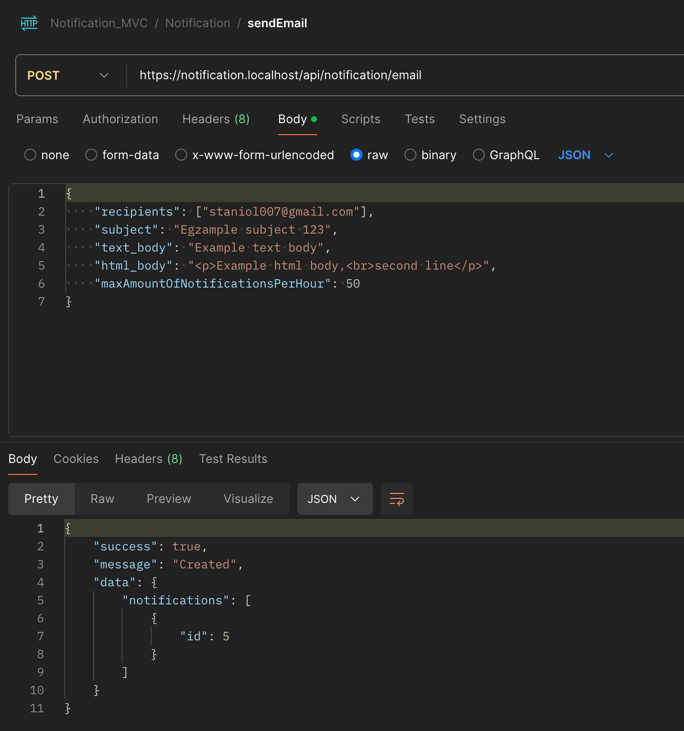 HTTP Notification_MVC / Notification / sendEmail
POST https://notification.localhost/api/notification/email
Params Authorization Headers (8) Body Scripts Tests Settings
none form-data x-www-form-urlencoded raw binary GraphQL JSON
1 {
2 "recipients": ["staniol007@gmail.com"],
3 "subject": "Egzample subject 123",
4 "text_body": "Example text body",
5 "html_body": "<p>Example html body,<br>second line</p>",
6 "maxAmountOfNotificationsPerHour": 50
7 }
Body Cookies Headers (8) Test Results
Pretty Raw Preview Visualize JSON
1 {
2 "success": true,
3 "message": "Created",
4 "data": {
5 "notifications": [
6 {
7 "id": 5
8 }
9 ]
10 }
11 }